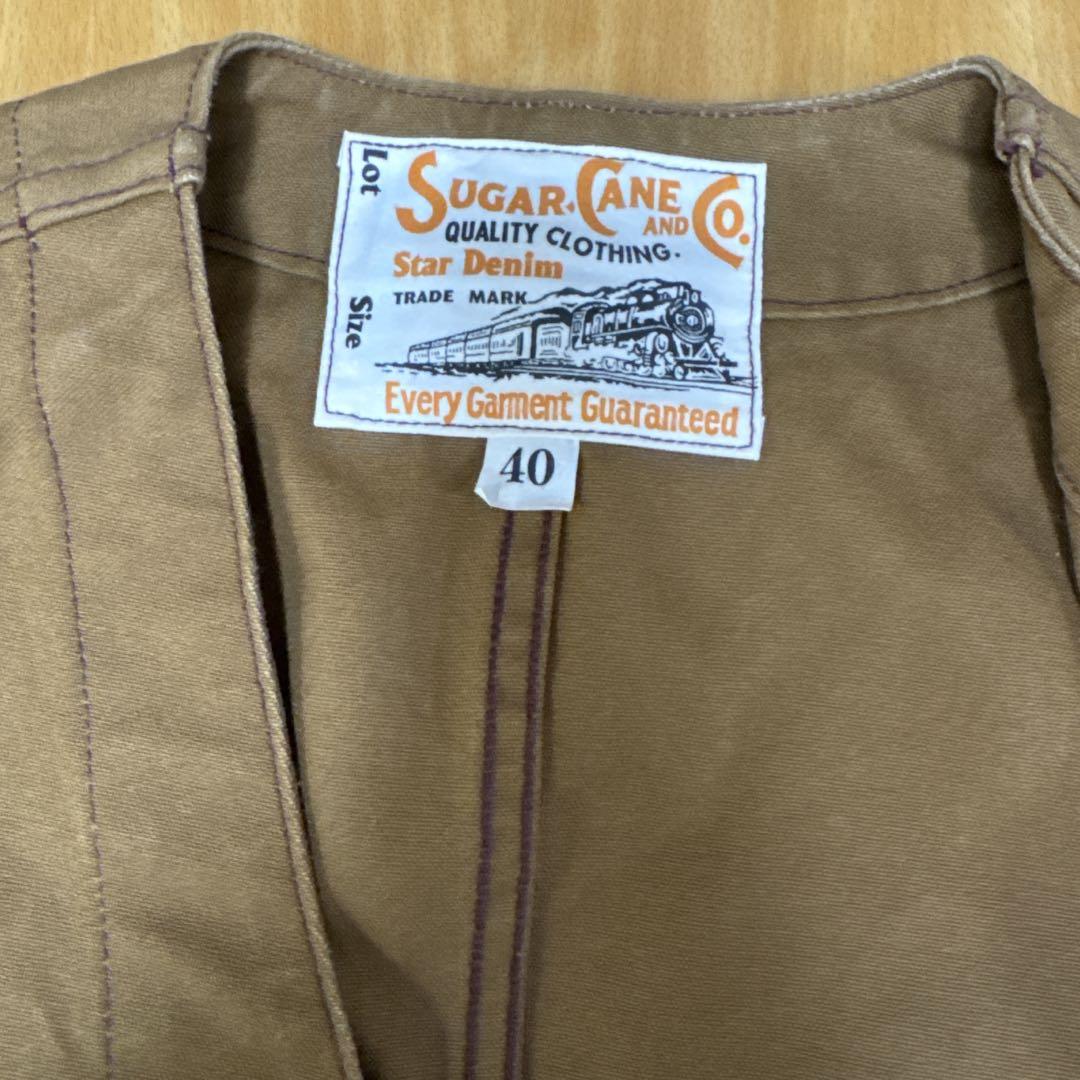 Lot
SUGAR CANE AND CO.
QUALITY CLOTHING.
Star Denim
TRADE MARK
Size
Every Garment Guaranteed
40